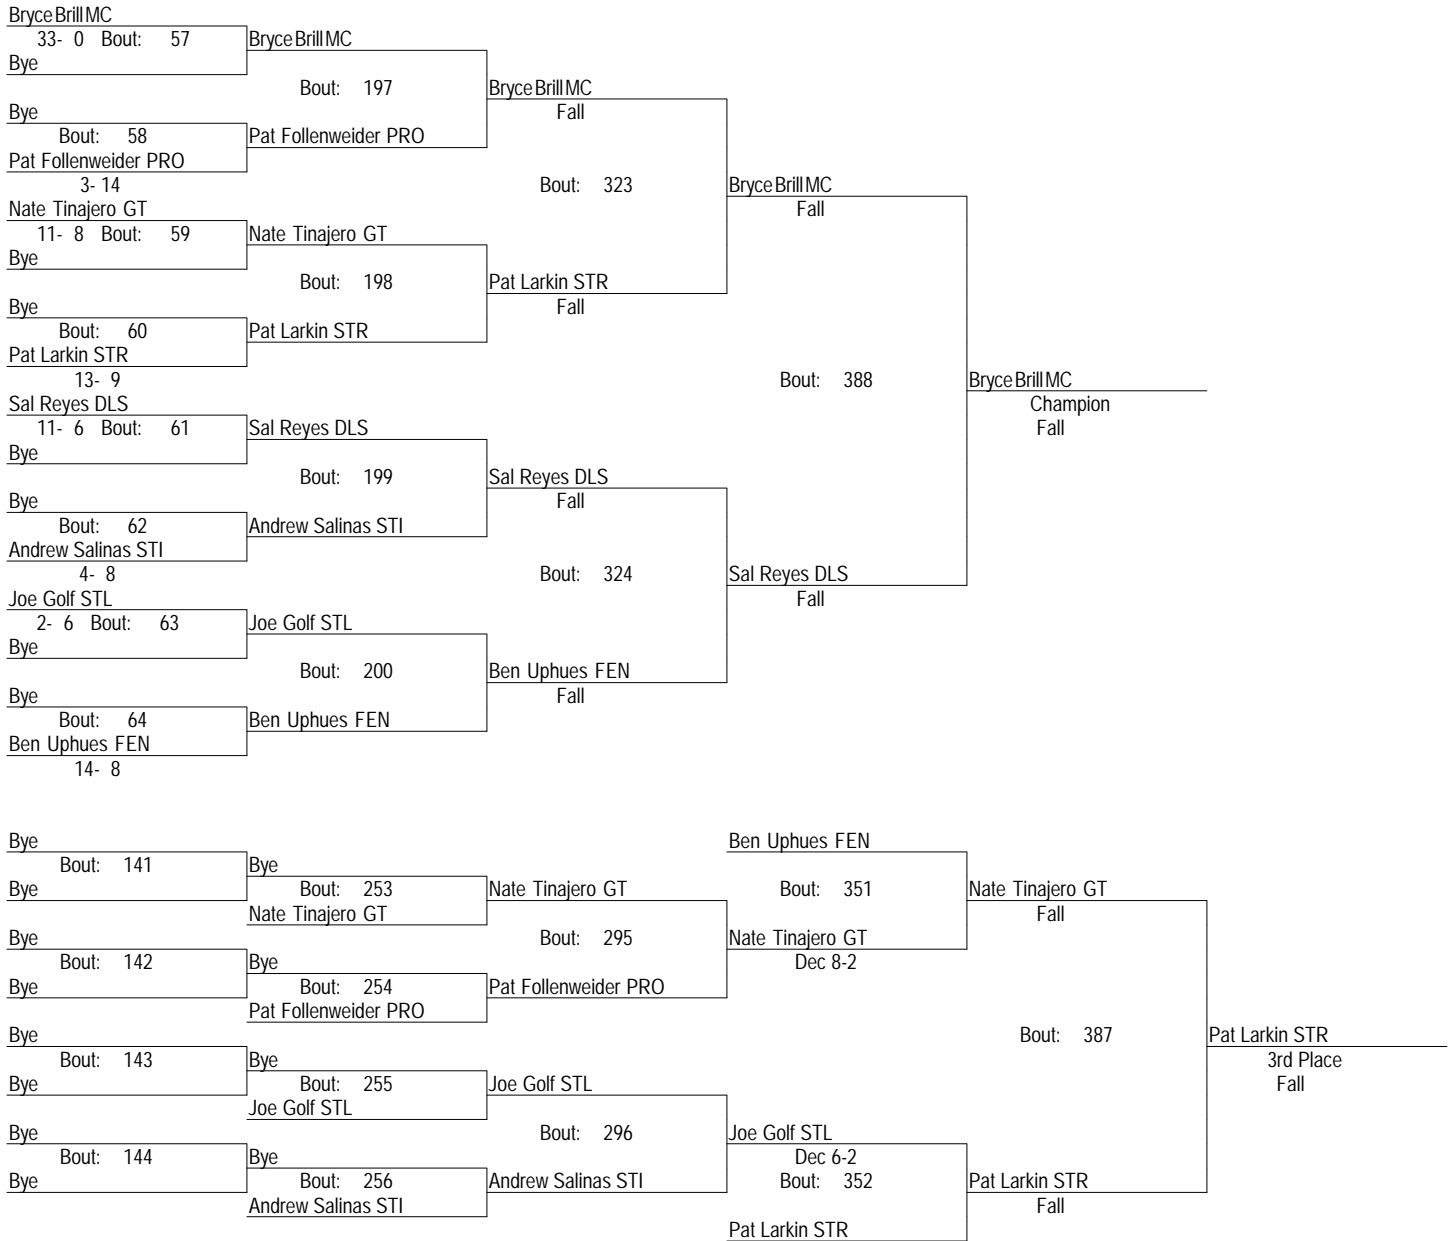 Bryce Brill MC
33- 0 Bout: 57 Bryce Brill MC
Bye
Bout: 197 Bryce Brill MC
Bye Fall
Bout: 58 Pat Follenweider PRO
Pat Follenweider PRO
3- 14 Bout: 323 Bryce Brill MC
Nate Tinajero GT Fall
11- 8 Bout: 59 Nate Tinajero GT
Bye
Bout: 198 Pat Larkin STR
Bye Fall
Bout: 60 Pat Larkin STR
Pat Larkin STR
13- 9 Bout: 388 Bryce Brill MC
Sal Reyes DLS Champion
11- 6 Bout: 61 Sal Reyes DLS Fall
Bye
Bout: 199 Sal Reyes DLS
Bye Fall
Bout: 62 Andrew Salinas STI
Andrew Salinas STI
4- 8 Bout: 324 Sal Reyes DLS
Joe Golf STL Fall
2- 6 Bout: 63 Joe Golf STL
Bye
Bout: 200 Ben Uphues FEN
Bye Fall
Bout: 64 Ben Uphues FEN
Ben Uphues FEN
14- 8
Bye Ben Uphues FEN
Bout: 141 Bye
Bye Bout: 253 Nate Tinajero GT Bout: 351 Nate Tinajero GT
Nate Tinajero GT Fall
Bye Bout: 295 Nate Tinajero GT
Bout: 142 Bye Dec 8-2
Bye Bout: 254 Pat Follenweider PRO
Pat Follenweider PRO
Bye Bout: 387 Pat Larkin STR
Bout: 143 Bye 3rd Place
Bye Bout: 255 Joe Golf STL Fall
Joe Golf STL
Bye Bout: 296 Joe Golf STL
Bout: 144 Bye Dec 6-2
Bye Bout: 256 Andrew Salinas STI Bout: 352 Pat Larkin STR
Andrew Salinas STI Fall
Pat Larkin STR